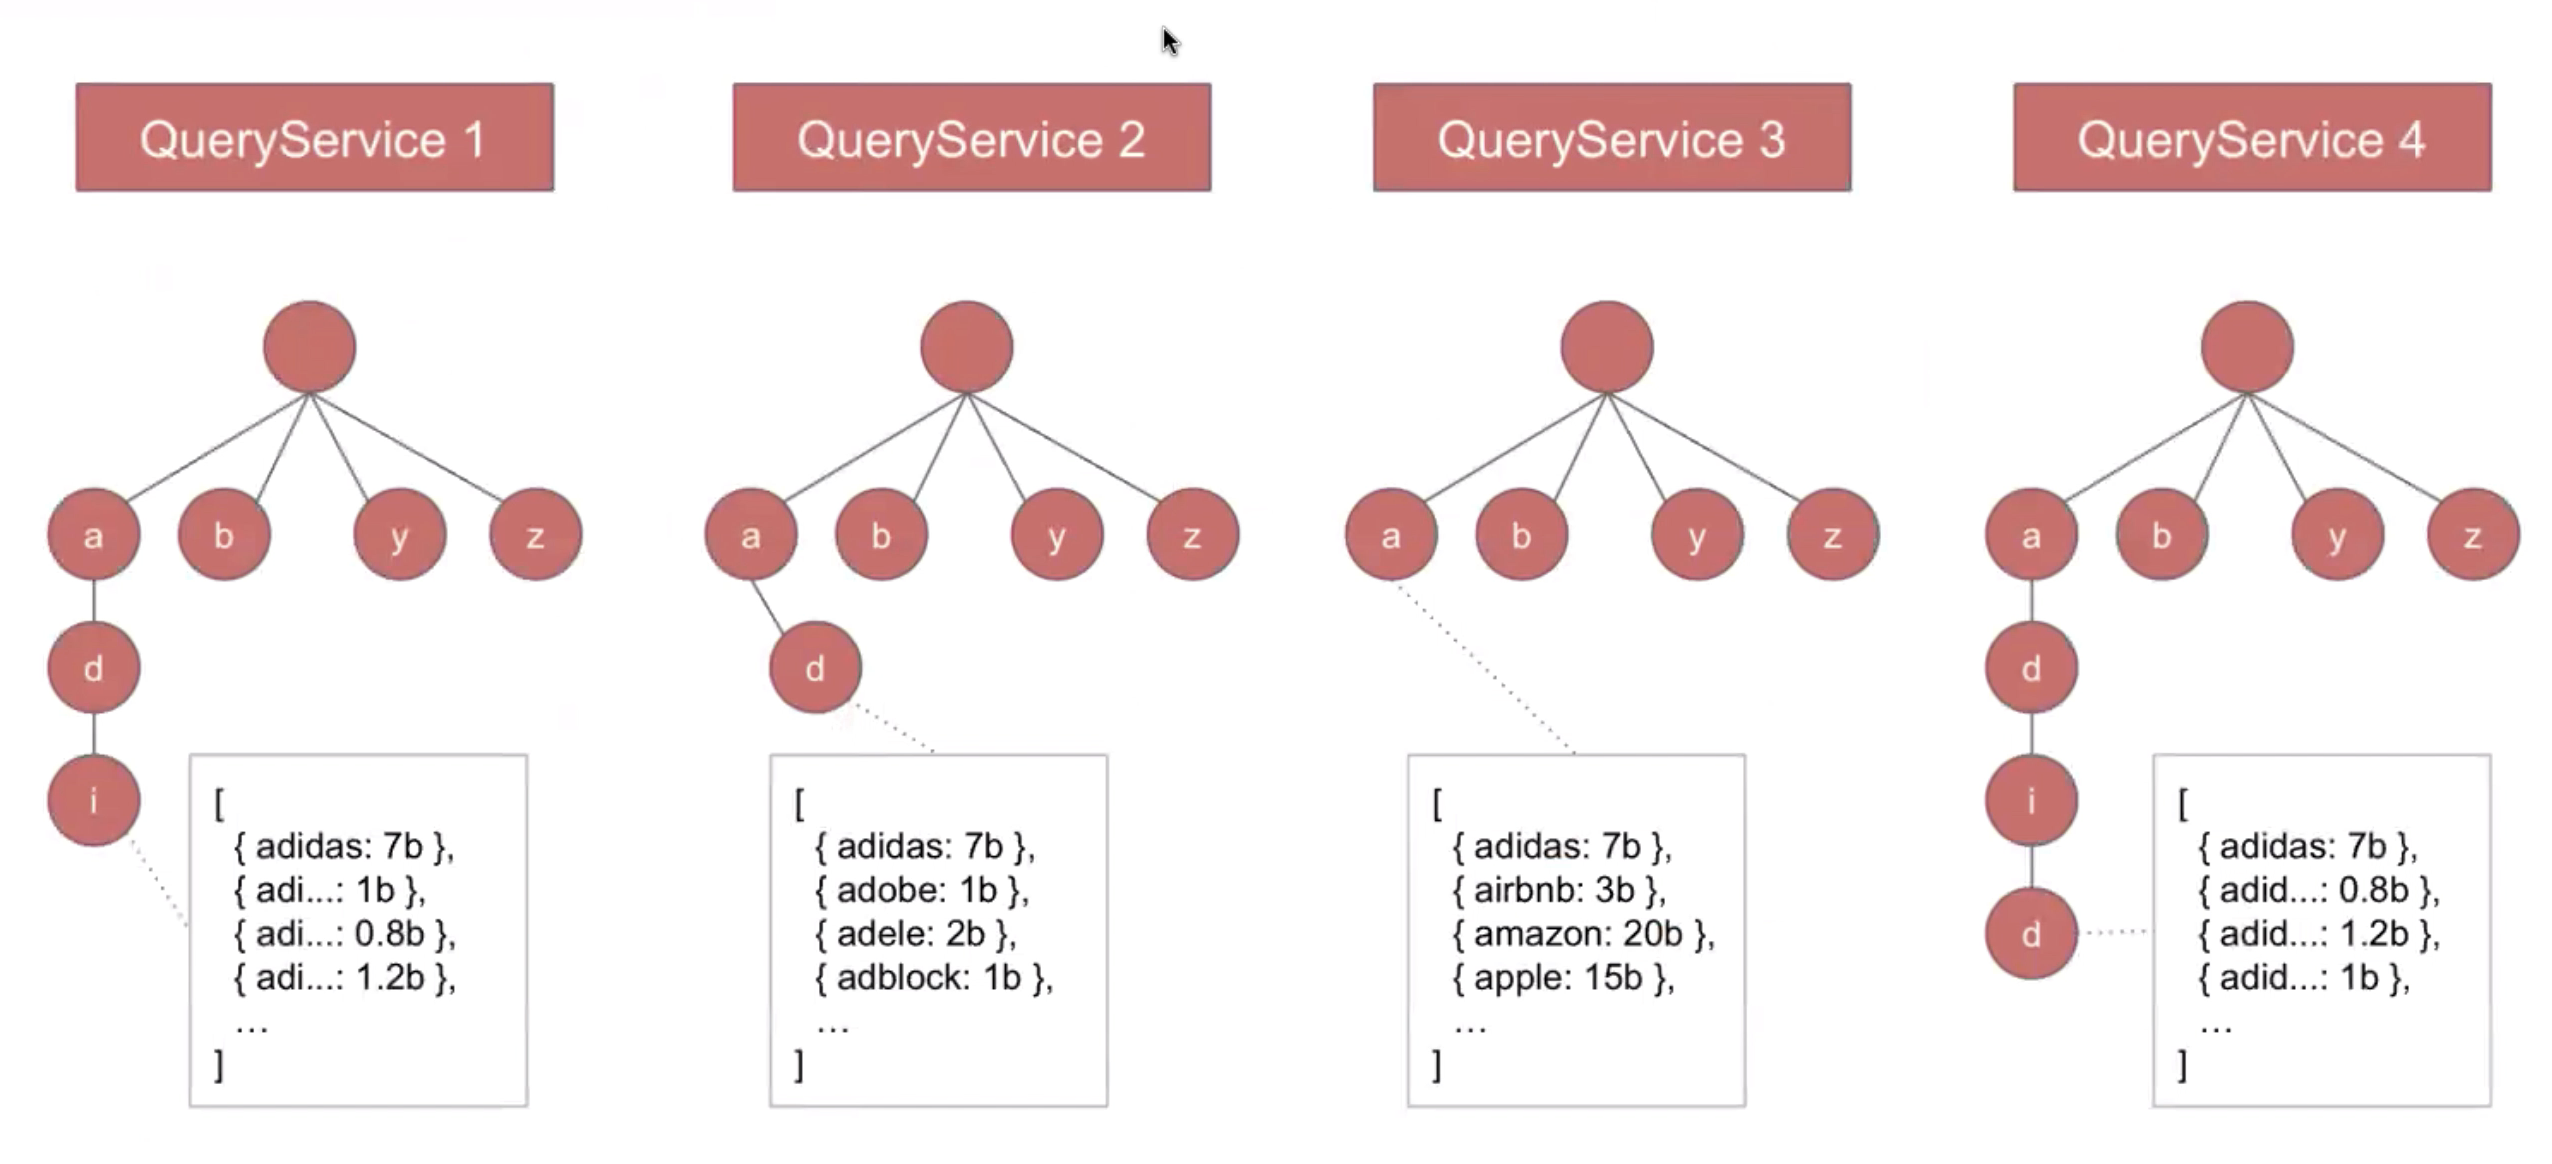 QueryService 1
a
b
y
z
d
i
[
{ adidas: 7b },
{ adi...: 1b },
{ adi...: 0.8b },
{ adi...: 1.2b },
...
]
QueryService 2
a
b
y
z
d
[
{ adidas: 7b },
{ adobe: 1b },
{ adele: 2b },
{ adblock: 1b },
...
]
QueryService 3
a
b
y
z
[
{ adidas: 7b },
{ airbnb: 3b },
{ amazon: 20b },
{ apple: 15b },
...
]
QueryService 4
a
b
y
z
d
i
d
[
{ adidas: 7b },
{ adid...: 0.8b },
{ adid...: 1.2b },
{ adid...: 1b },
...
]